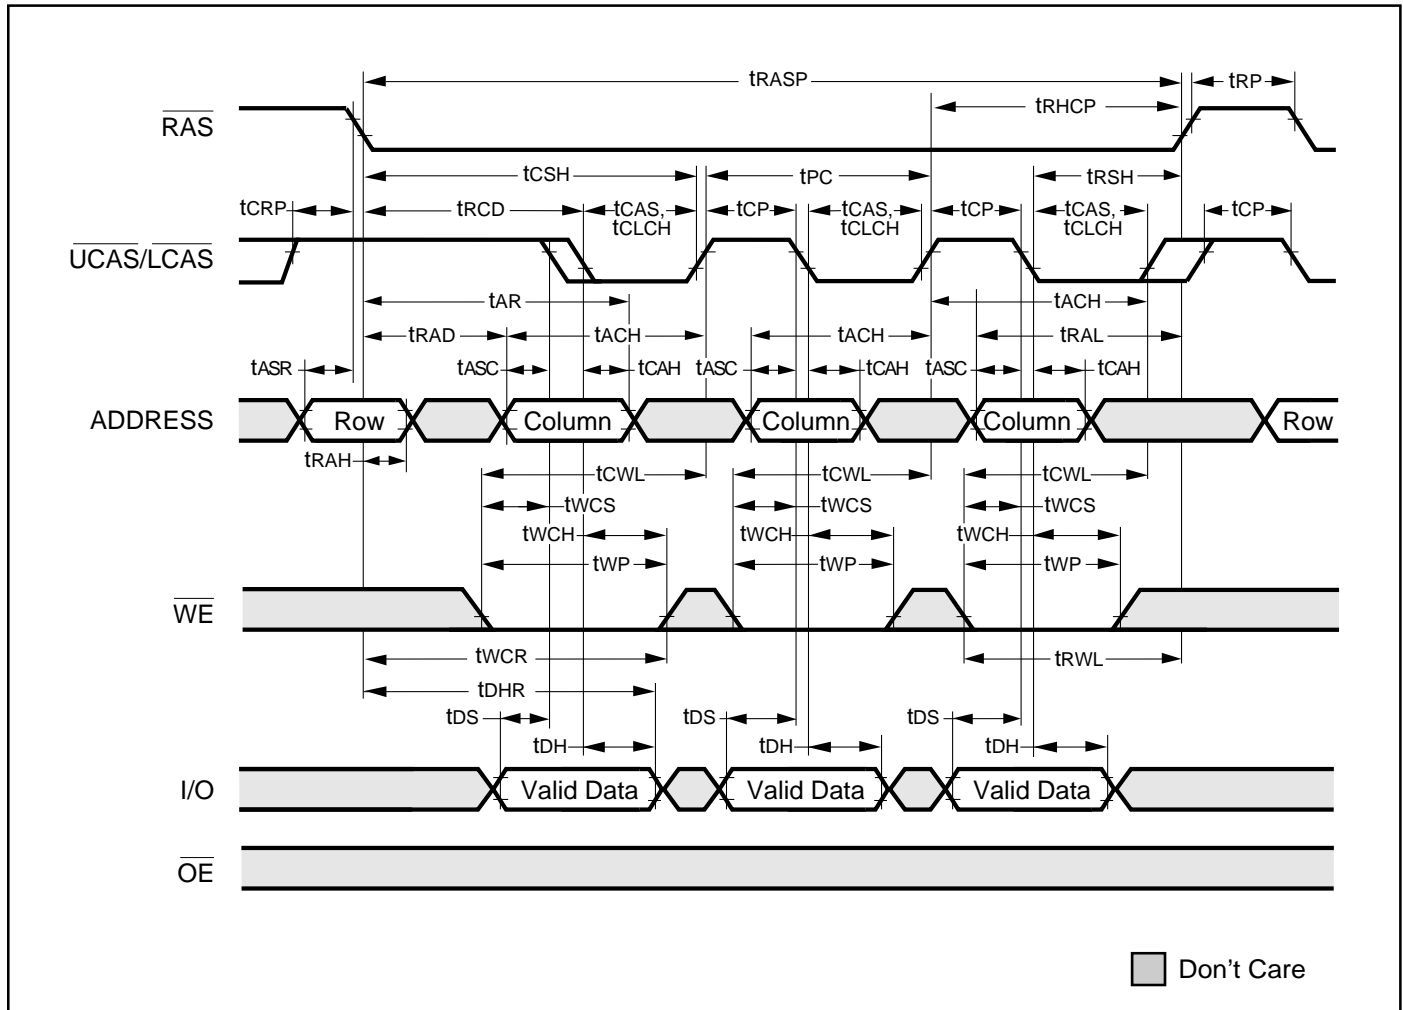 tRASP
tRP
tRHCP
RAS
tCSH
tPC
tRSH
tCRP
tRCD
tCAS,
tCLCH
tCP
tCAS,
tCLCH
tCP
tCAS,
tCLCH
tCP
UCAS/LCAS
tAR
tACH
tRAD
tACH
tACH
tRAL
tASR
tASC
tCAH
tASC
tCAH
tASC
tCAH
ADDRESS
Row
Column
Column
Column
Row
tRAH
tCWL
tCWL
tCWL
tWCS
tWCS
tWCS
tWCH
tWCH
tWCH
tWP
tWP
tWP
WE
tWCR
tRWL
tDHR
tDS
tDS
tDS
tDH
tDH
tDH
I/O
Valid Data
Valid Data
Valid Data
OE
Don't Care